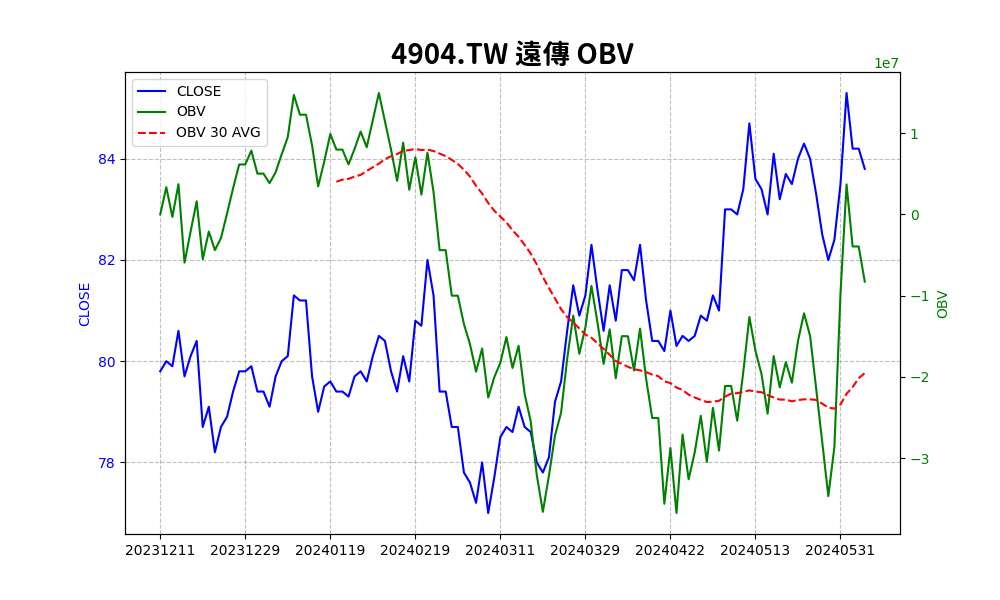 4904.TW 遠傳 OBV
1e7
CLOSE
OBV
OBV 30 AVG
84
82
80
78
CLOSE
1
0
−1
−2
−3
OBV
20231211 20231229 20240119 20240219 20240311 20240329 20240422 20240513 20240531